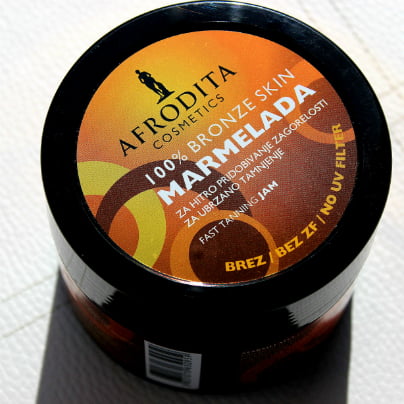 AFRODITA
COSMETICS
100% BRONZE SKIN
MARMELADA
ZA HITRO PRIDOBIVANJE ZAGORELOSTI
ZA UBRZANO TAMNJENJE
FAST TANNING JAM
BREZ | BEZ ZF | NO UV FILTER